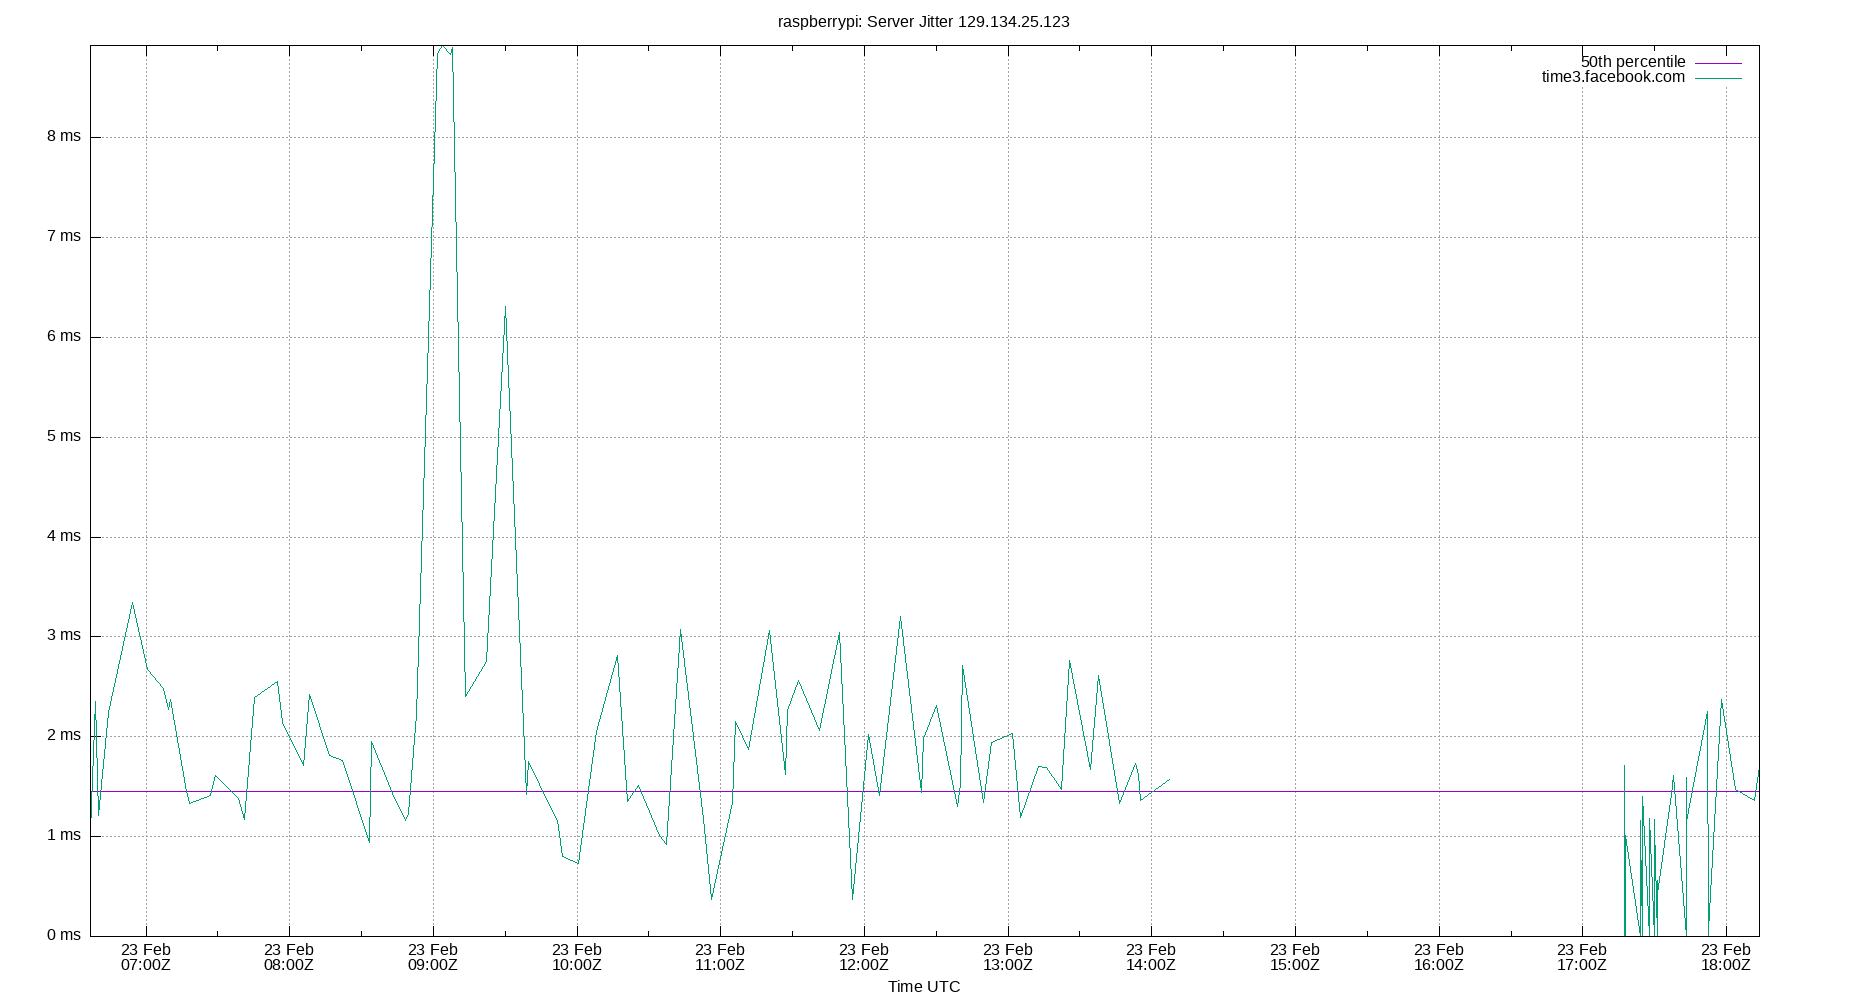 raspberrypi: Server Jitter 129.134.25.123
50th percentile
time3.facebook.com
8 ms
7 ms
6 ms
5 ms
4 ms
3 ms
2 ms
1 ms
0 ms
23 Feb 23 Feb 23 Feb 23 Feb 23 Feb 23 Feb 23 Feb 23 Feb 23 Feb 23 Feb 23 Feb 23 Feb
07:00Z 08:00Z 09:00Z 10:00Z 11:00Z 12:00Z 13:00Z 14:00Z 15:00Z 16:00Z 17:00Z 18:00Z
Time UTC